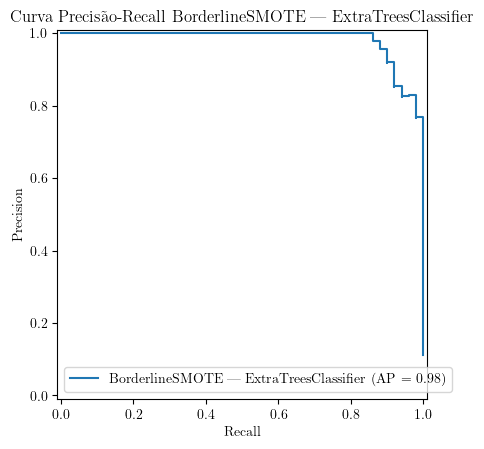 Curva Precisão-Recall BorderlineSMOTE — ExtraTreesClassifier
1.0
0.8
0.6
0.4
0.2
0.0
Precision
BorderlineSMOTE — ExtraTreesClassifier (AP = 0.98)
0.0 0.2 0.4 0.6 0.8 1.0
Recall